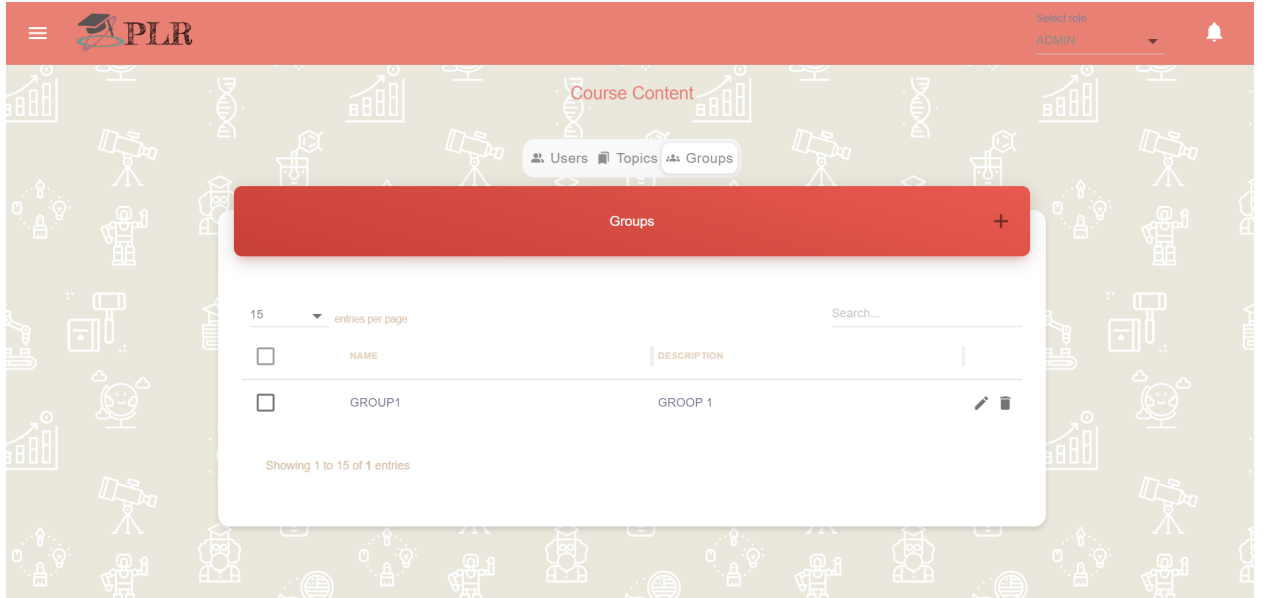 PLR
Select role
ADMIN
Course Content
Users Topics Groups
Groups
15 entries per page
Search...
NAME DESCRIPTION
GROUP1 GROOP 1
Showing 1 to 15 of 1 entries